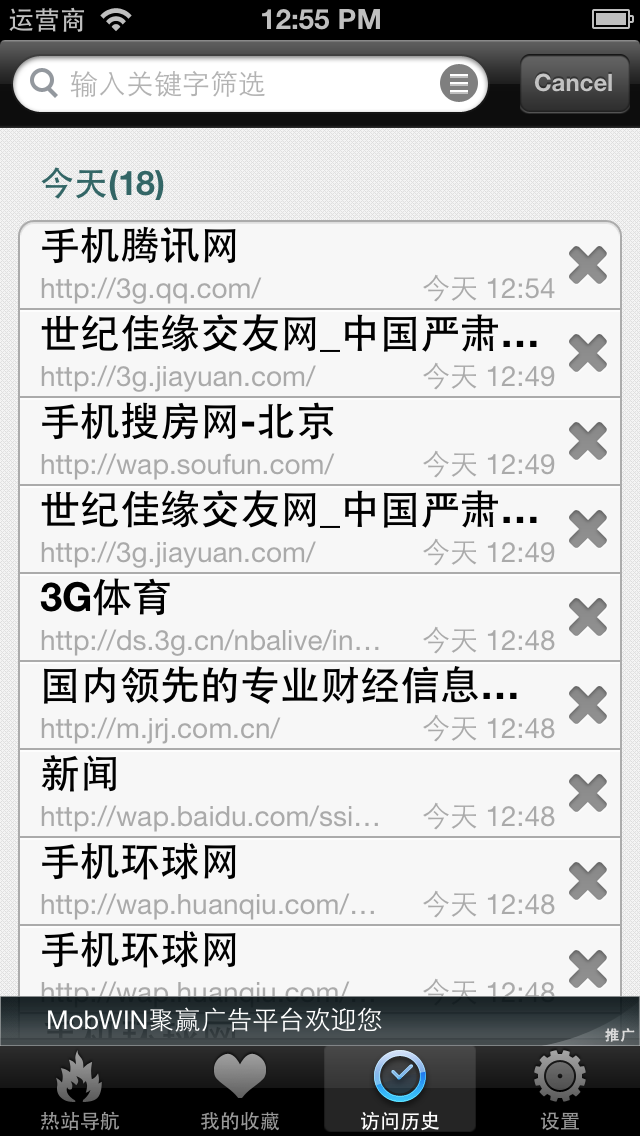 运营商
12:55 PM
输入关键字筛选
Cancel
今天(18)
手机腾讯网
http://3g.qq.com/
今天 12:54
世纪佳缘交友网_中国严肃...
http://3g.jiayuan.com/
今天 12:49
手机搜房网-北京
http://wap.soufun.com/
今天 12:49
世纪佳缘交友网_中国严肃...
http://3g.jiayuan.com/
今天 12:49
3G体育
http://ds.3g.cn/nbalive/in...
今天 12:48
国内领先的专业财经信息...
http://m.jrj.com.cn/
今天 12:48
新闻
http://wap.baidu.com/ssi...
今天 12:48
手机环球网
http://wap.huanqiu.com/...
今天 12:48
手机环球网
http://wap.huanqiu.com/...
今天 12:48
MobWIN聚赢广告平台欢迎您
推广
热站导航
我的收藏
访问历史
设置